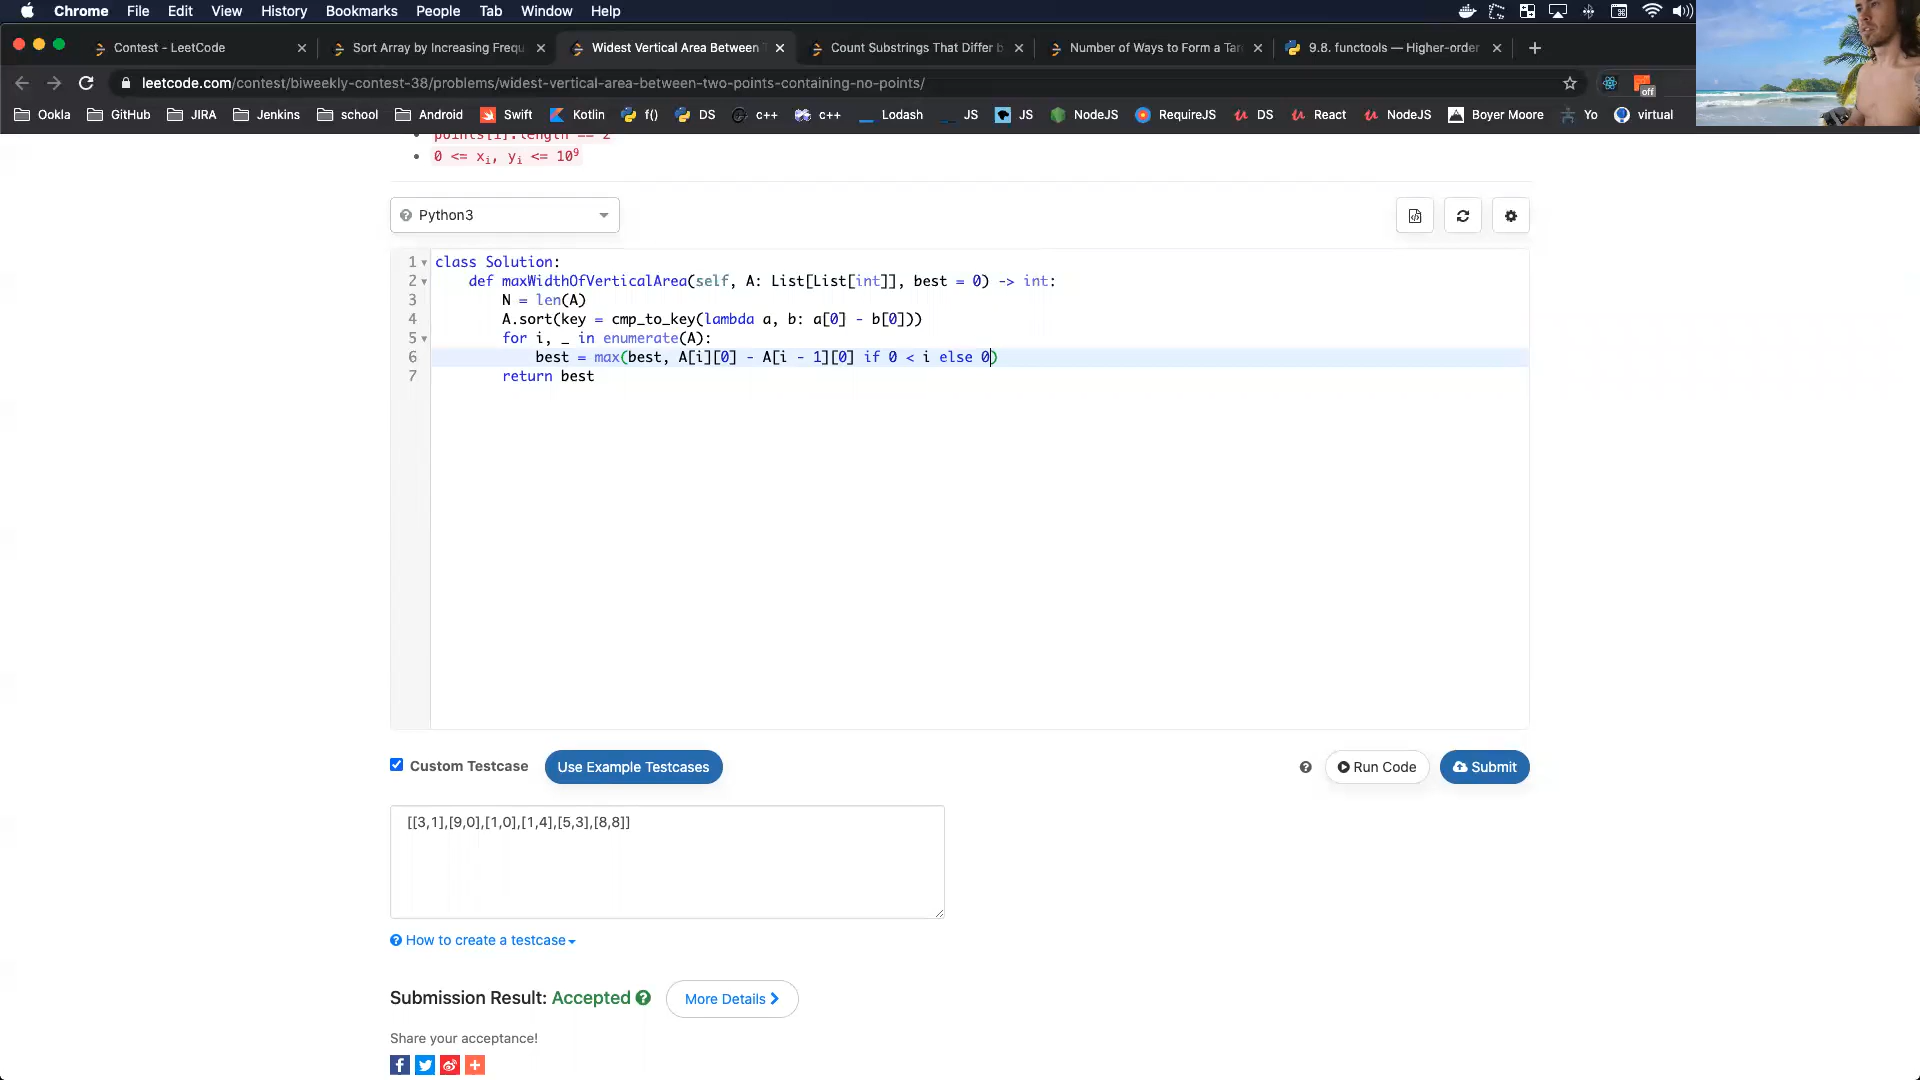 Chrome File Edit View History Bookmarks People Tab Window Help
Contest - LeetCode
Sort Array by Increasing Frequ
Widest Vertical Area Between T
Count Substrings That Differ b
Number of Ways to Form a Tar
9.8. functools — Higher-order
leetcode.com/contest/biweekly-contest-38/problems/widest-vertical-area-between-two-points-containing-no-points/
off
Ookla GitHub JIRA Jenkins school Android Swift Kotlin f() DS c++ c++ Lodash JS JS NodeJS RequireJS DS React NodeJS Boyer Moore Yo virtual
points[i].length == 2
0 <= xi, yi <= 10^9
Python3
1 class Solution:
2 def maxWidthOfVerticalArea(self, A: List[List[int]], best = 0) -> int:
3 N = len(A)
4 A.sort(key = cmp_to_key(lambda a, b: a[0] - b[0]))
5 for i, _ in enumerate(A):
6 best = max(best, A[i][0] - A[i - 1][0] if 0 < i else 0)
7 return best
Custom Testcase
Use Example Testcases
Run Code
Submit
[[3,1],[9,0],[1,0],[1,4],[5,3],[8,8]]
How to create a testcase
Submission Result: Accepted
More Details
Share your acceptance!